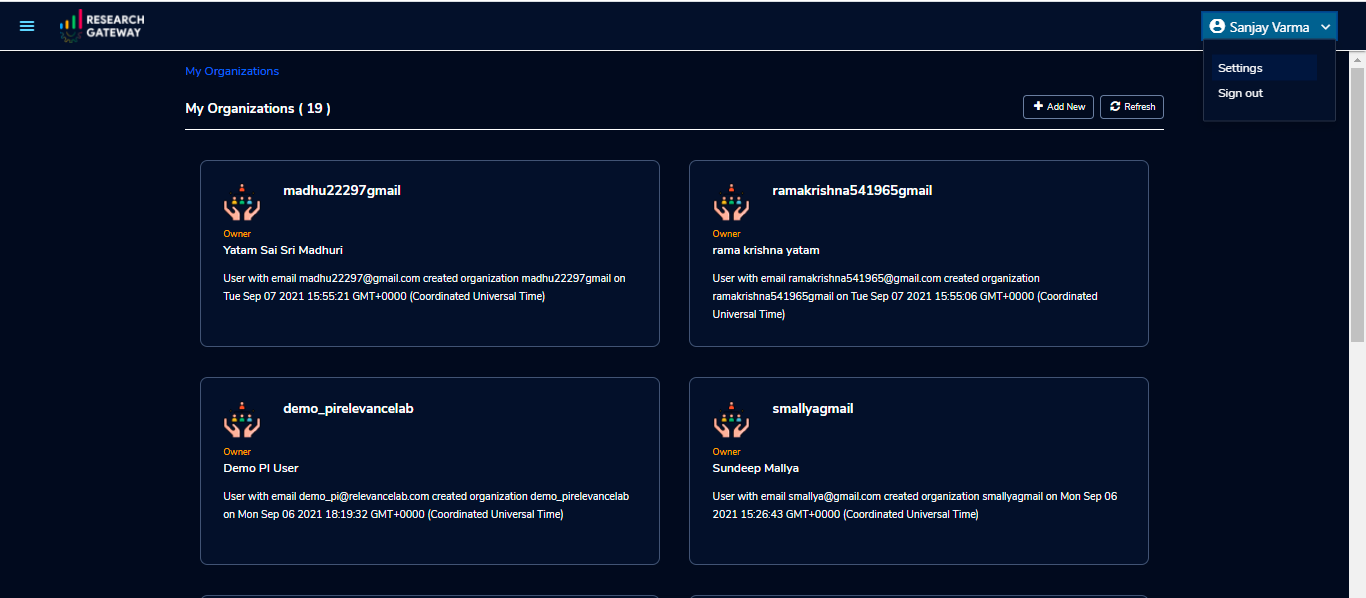 RESEARCH
GATEWAY
Sanjay Varma
Settings
Sign out
My Organizations
My Organizations ( 19 )
Add New
Refresh
madhu22297gmail
Owner
Yatam Sai Sri Madhuri
User with email madhu22297@gmail.com created organization madhu22297gmail on
Tue Sep 07 2021 15:55:21 GMT+0000 (Coordinated Universal Time)
ramakrishna541965gmail
Owner
rama krishna yatam
User with email ramakrishna541965@gmail.com created organization
ramakrishna541965gmail on Tue Sep 07 2021 15:55:06 GMT+0000 (Coordinated
Universal Time)
demo_pirelevancelab
Owner
Demo PI User
User with email demo_pi@relevancelab.com created organization demo_pirelevancelab
on Mon Sep 06 2021 18:19:32 GMT+0000 (Coordinated Universal Time)
smallyagmail
Owner
Sundeep Mallya
User with email smallya@gmail.com created organization smallyagmail on Mon Sep 06
2021 15:26:43 GMT+0000 (Coordinated Universal Time)